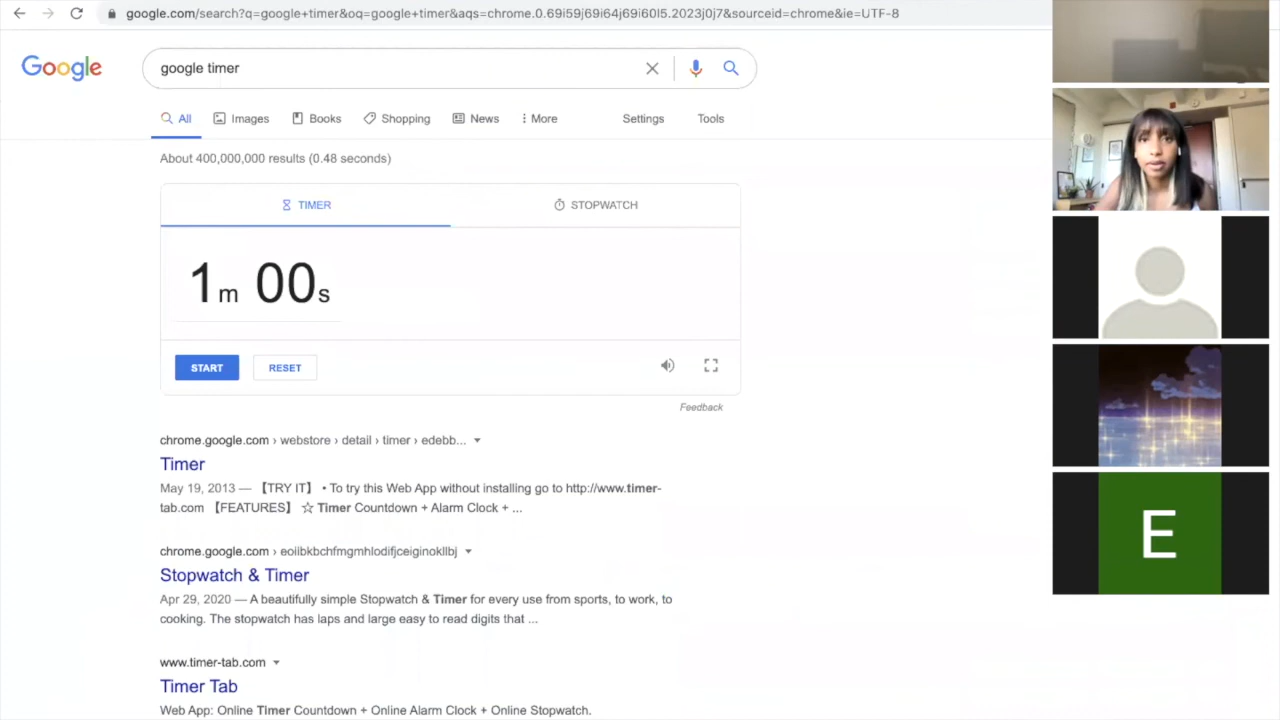 google.com/search?q=google+timer&oq=google+timer&aqs=chrome.0.69i59j69i64j69i60l5.2023j0j7&sourceid=chrome&ie=UTF-8
Google
google timer
All Images Books Shopping News More Settings Tools
About 400,000,000 results (0.48 seconds)
TIMER STOPWATCH
1m 00s
START RESET
Feedback
chrome.google.com › webstore › detail › timer › edebb...
Timer
May 19, 2013 — 【TRY IT】 • To try this Web App without installing go to http://www.timer-
tab.com 【FEATURES】 ☆ Timer Countdown + Alarm Clock + ...
chrome.google.com › eoiibkbchfmgmhlodifjceiginokllbj
Stopwatch & Timer
Apr 29, 2020 — A beautifully simple Stopwatch & Timer for every use from sports, to work, to
cooking. The stopwatch has laps and large easy to read digits that ...
www.timer-tab.com
Timer Tab
Web App: Online Timer Countdown + Online Alarm Clock + Online Stopwatch.
E